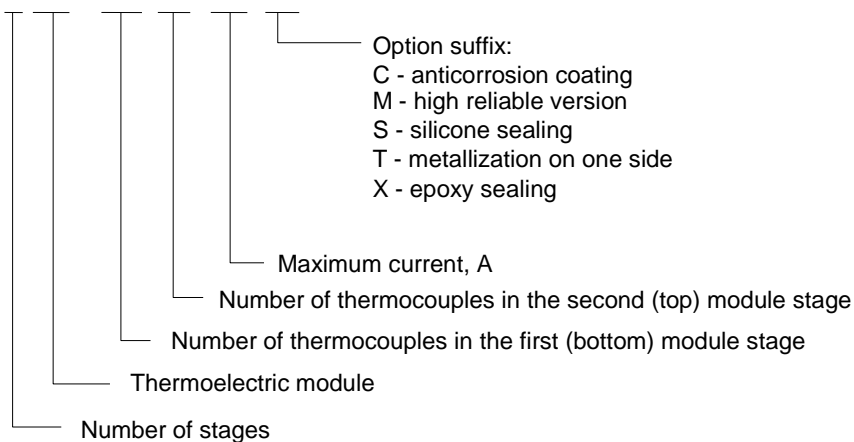 Option suffix:
C - anticorrosion coating
M - high reliable version
S - silicone sealing
T - metallization on one side
X - epoxy sealing
Maximum current, A
Number of thermocouples in the second (top) module stage
Number of thermocouples in the first (bottom) module stage
Thermoelectric module
Number of stages